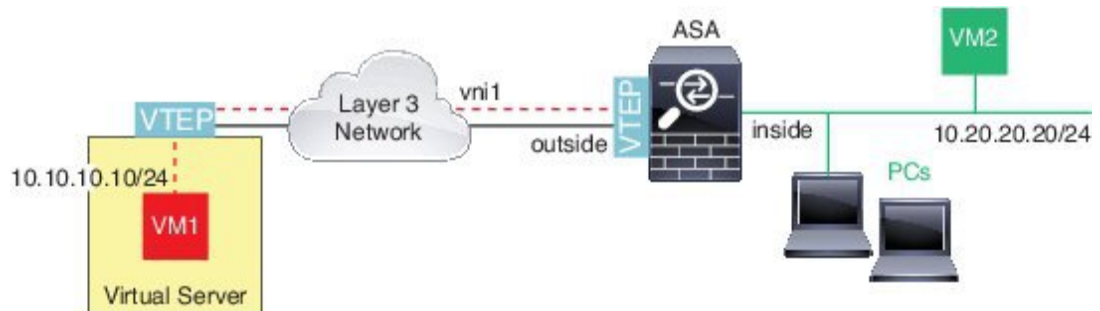 ASA
VM2
Layer 3
Network
vni1
VTEP
VTEP
outside
inside
10.20.20.20/24
10.10.10.10/24
PCs
VM1
Virtual Server